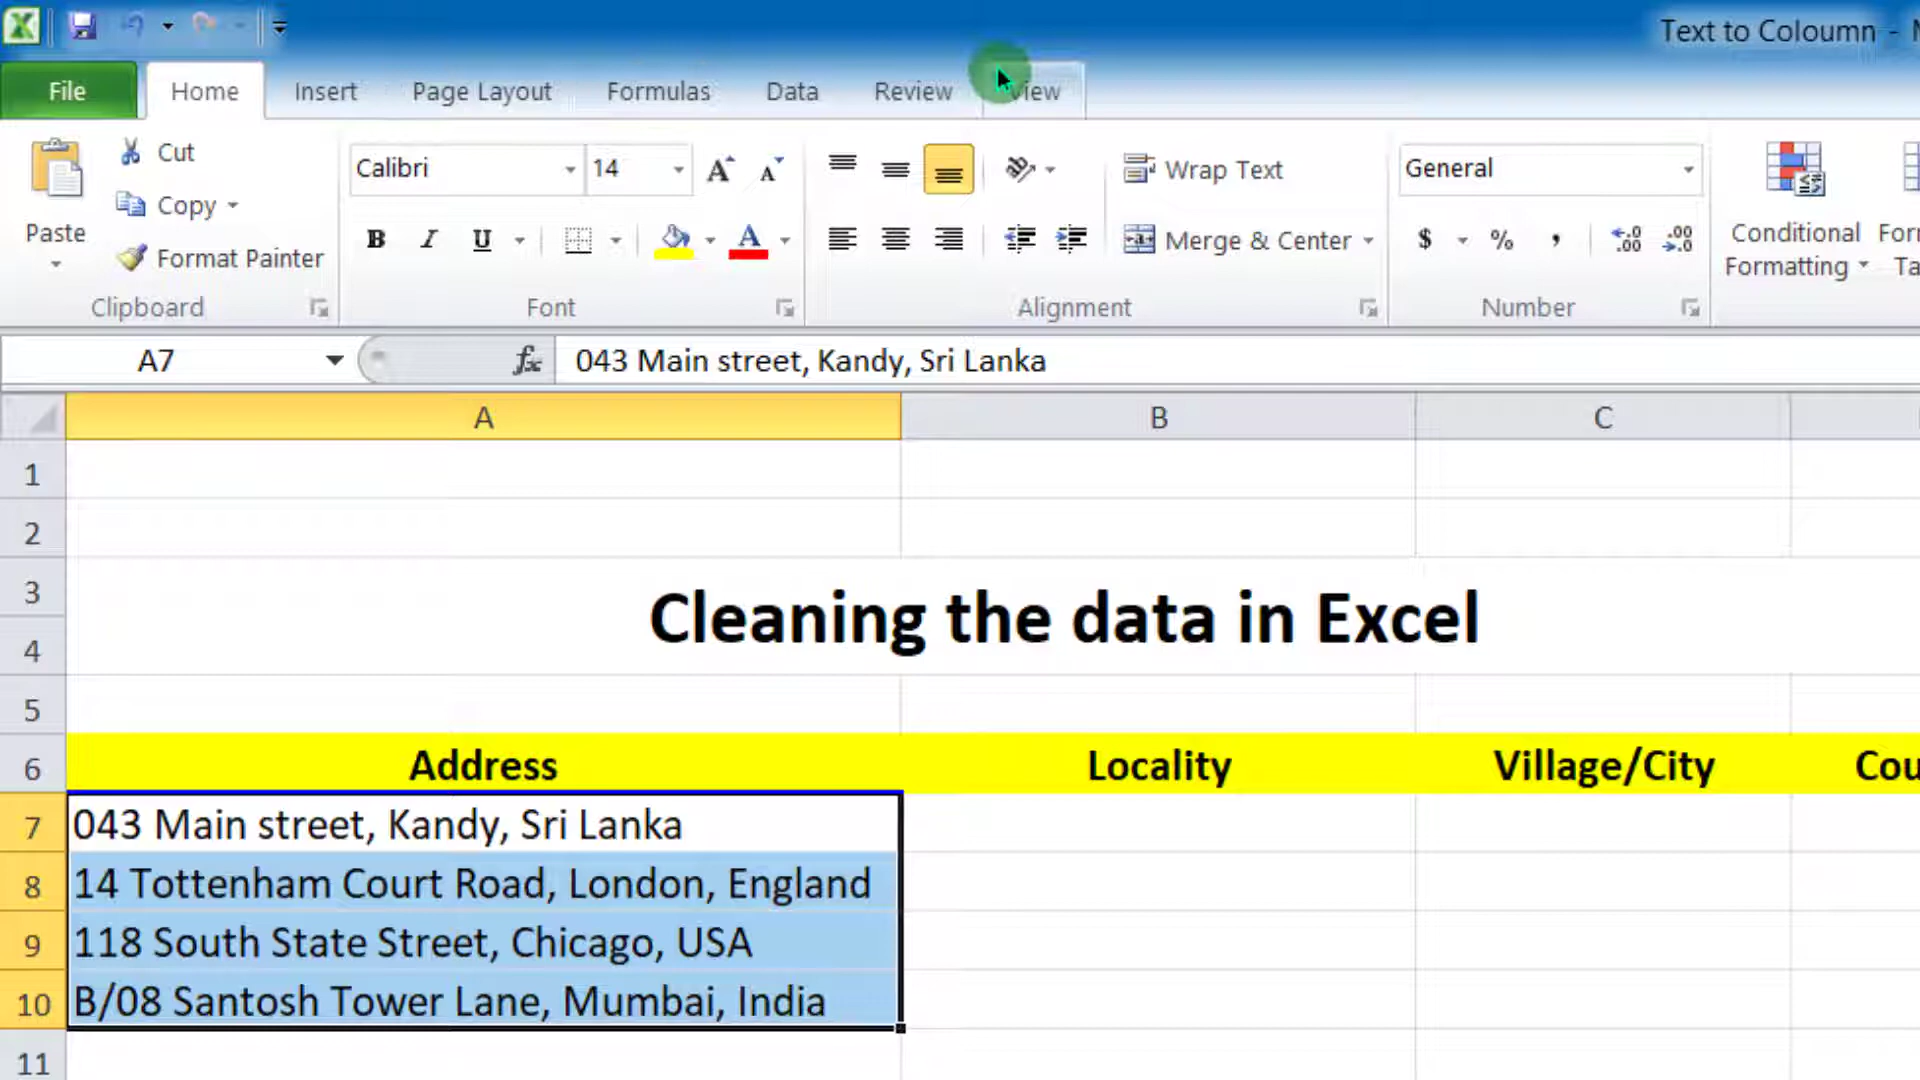 Text to Coloumn -
File Home Insert Page Layout Formulas Data Review View
Cut
Calibri 14 Wrap Text General
Copy
Paste B I U Merge & Center $ % , Conditional
Format Painter Formatting
Clipboard Font Alignment Number
A7 fx 043 Main street, Kandy, Sri Lanka
A B C
1
2
3
Cleaning the data in Excel
4
5
6 Address Locality Village/City Cou
7 043 Main street, Kandy, Sri Lanka
8 14 Tottenham Court Road, London, England
9 118 South State Street, Chicago, USA
10 B/08 Santosh Tower Lane, Mumbai, India
11